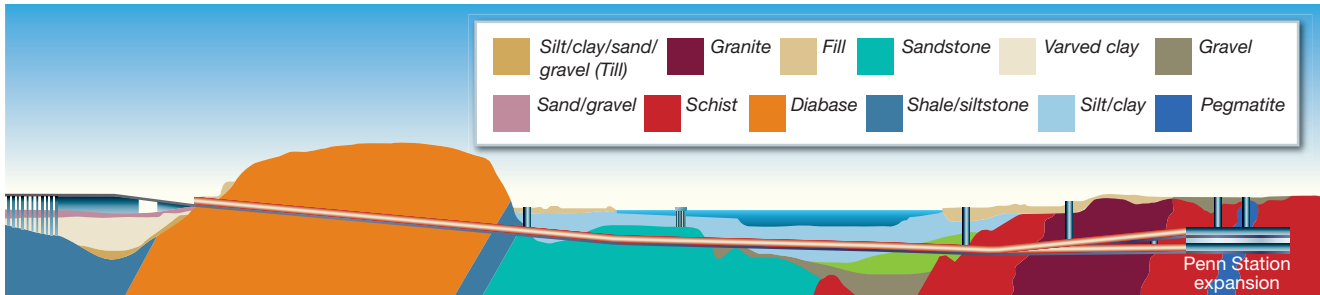 Silt/clay/sand/
gravel (Till)
Granite
Fill
Sandstone
Varved clay
Gravel
Sand/gravel
Schist
Diabase
Shale/siltstone
Silt/clay
Pegmatite
Penn Station
expansion